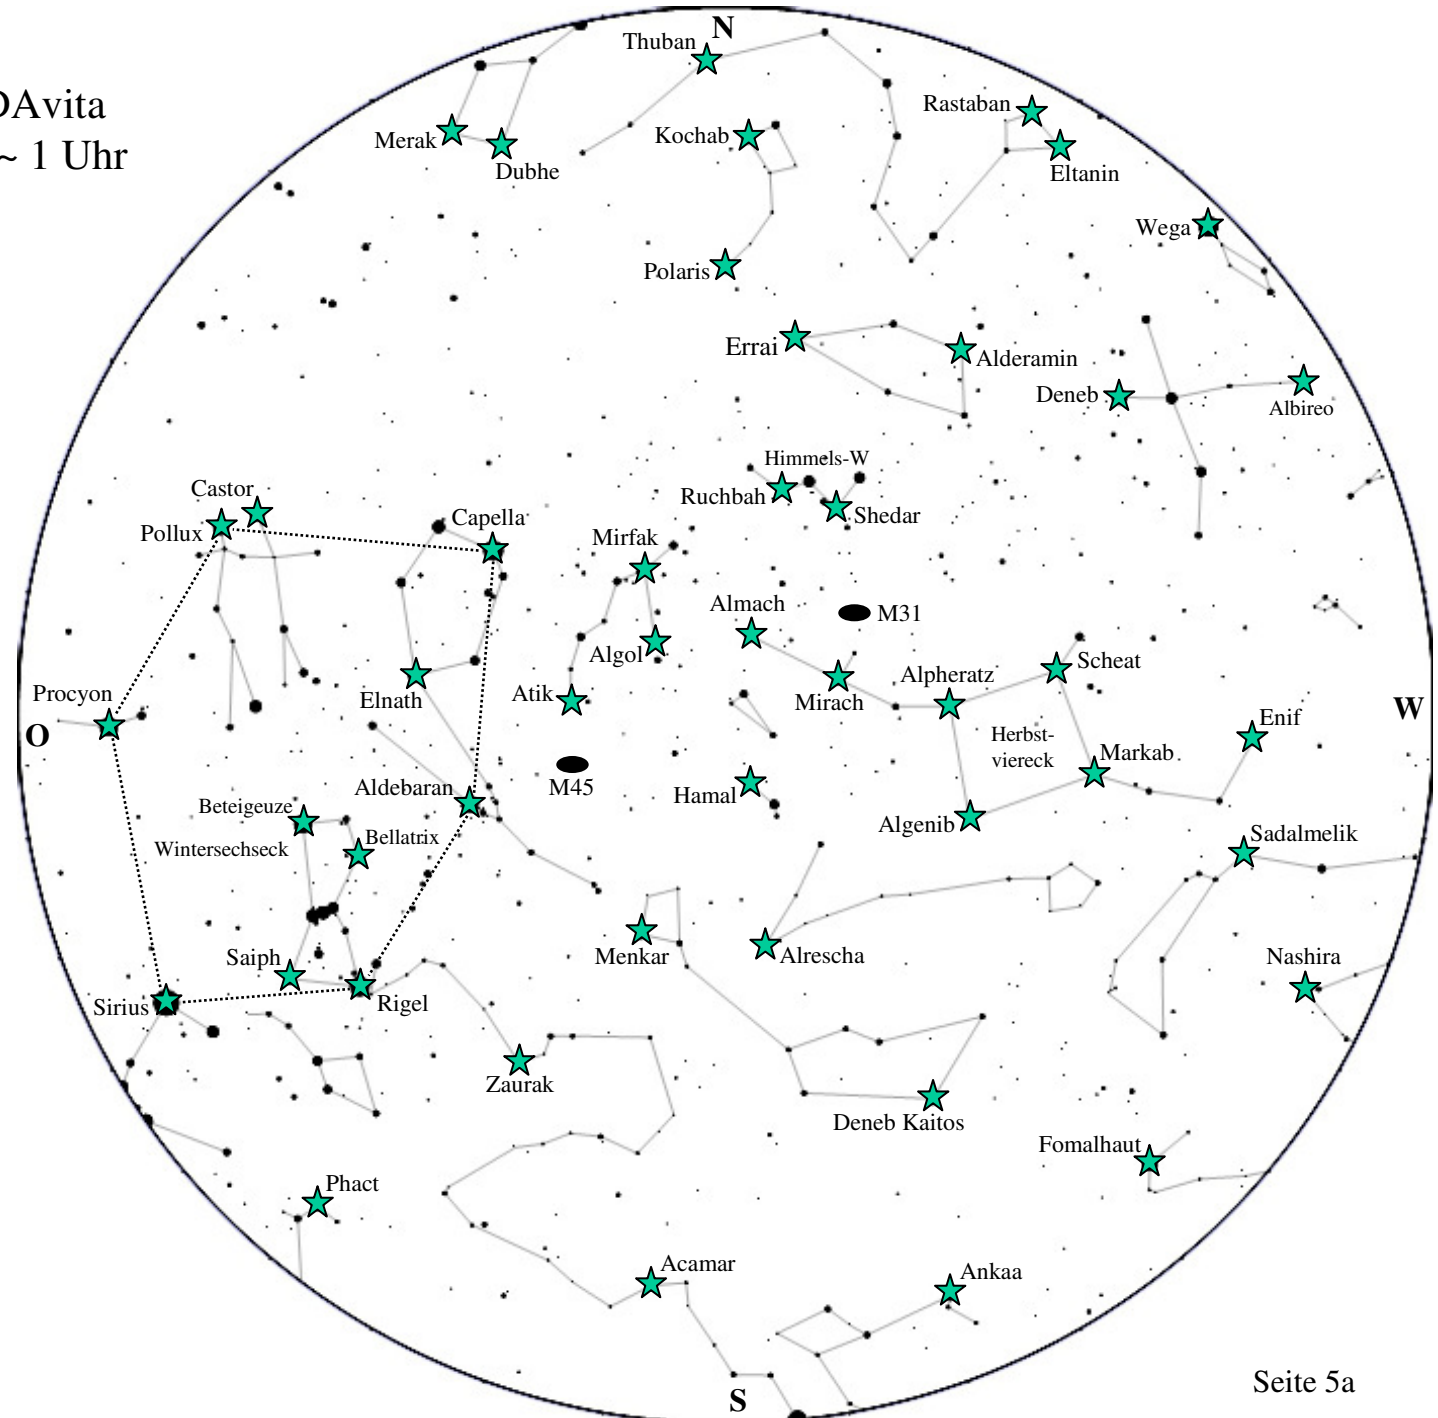 N
Thuban
DAvita
~ 1 Uhr
Rastaban
Merak
Kochab
Dubhe
Eltanin
Wega
Polaris
Errai
Alderamin
Deneb
Albireo
Himmels-W
Castor
Ruchbah
Shedar
Capella
Pollux
Mirfak
Almach
M31
Algol
Scheat
Alpheratz
Procyon
Elnath
Atik
Mirach
W
Enif
O
Herbst-
viereck
Markab
M45
Aldebaran
Hamal
Beteigeuze
Bellatrix
Algenib
Sadalmelik
Wintersechseck
Saiph
Menkar
Alrescha
Nashira
Sirius
Rigel
Zaurak
Deneb Kaitos
Fomalhaut
Phact
Acamar
Ankaa
Seite 5a
S